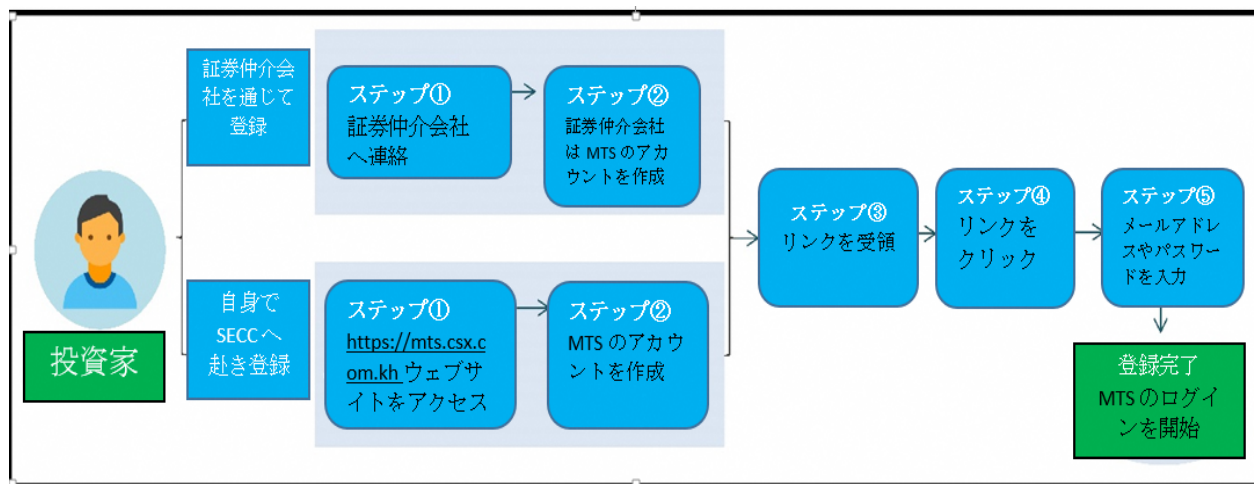 証券仲介会
社を通じて
登録
ステップ①
証券仲介会社
へ連絡
ステップ②
証券仲介会社
は MTS のアカ
ウントを作成
投資家
自身で
SECC へ
赴き登録
ステップ①
https://mts.csx.c
om.kh ウェブサ
イトをアクセス
ステップ②
MTS のアカウ
ントを作成
ステップ③
リンクを受領
ステップ④
リンクを
クリック
ステップ⑤
メールアドレ
スやパスワー
ドを入力
登録完了
MTS のログイ
ンを開始